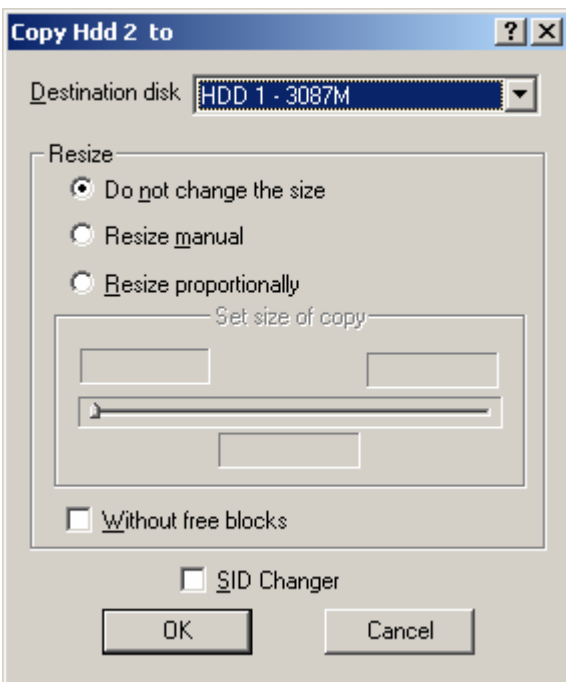 Copy Hdd 2 to
Destination disk HDD 1 - 3087M
Resize
Do not change the size
Resize manual
Resize proportionally
Set size of copy
Without free blocks
SID Changer
OK Cancel